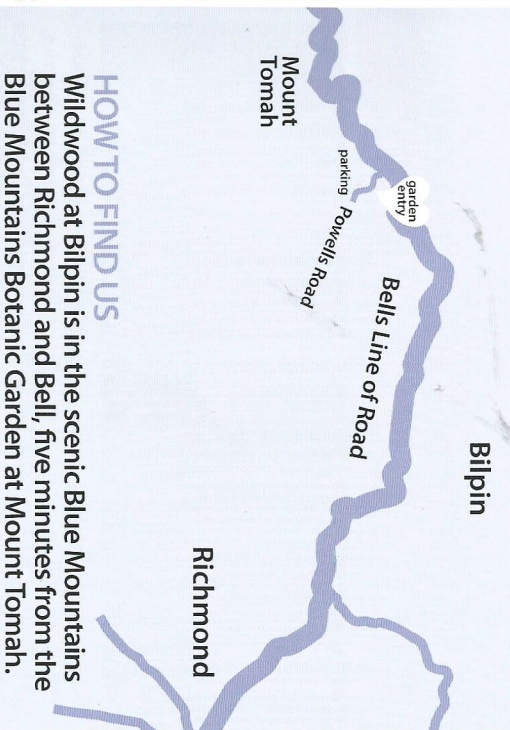 Bilpin
garden
entry
Bells Line of Road
parking
Powells Road
Mount
Tomah
Richmond
HOW TO FIND US
Wildwood at Bilpin is in the scenic Blue Mountains
between Richmond and Bell, five minutes from the
Blue Mountains Botanic Garden at Mount Tomah.